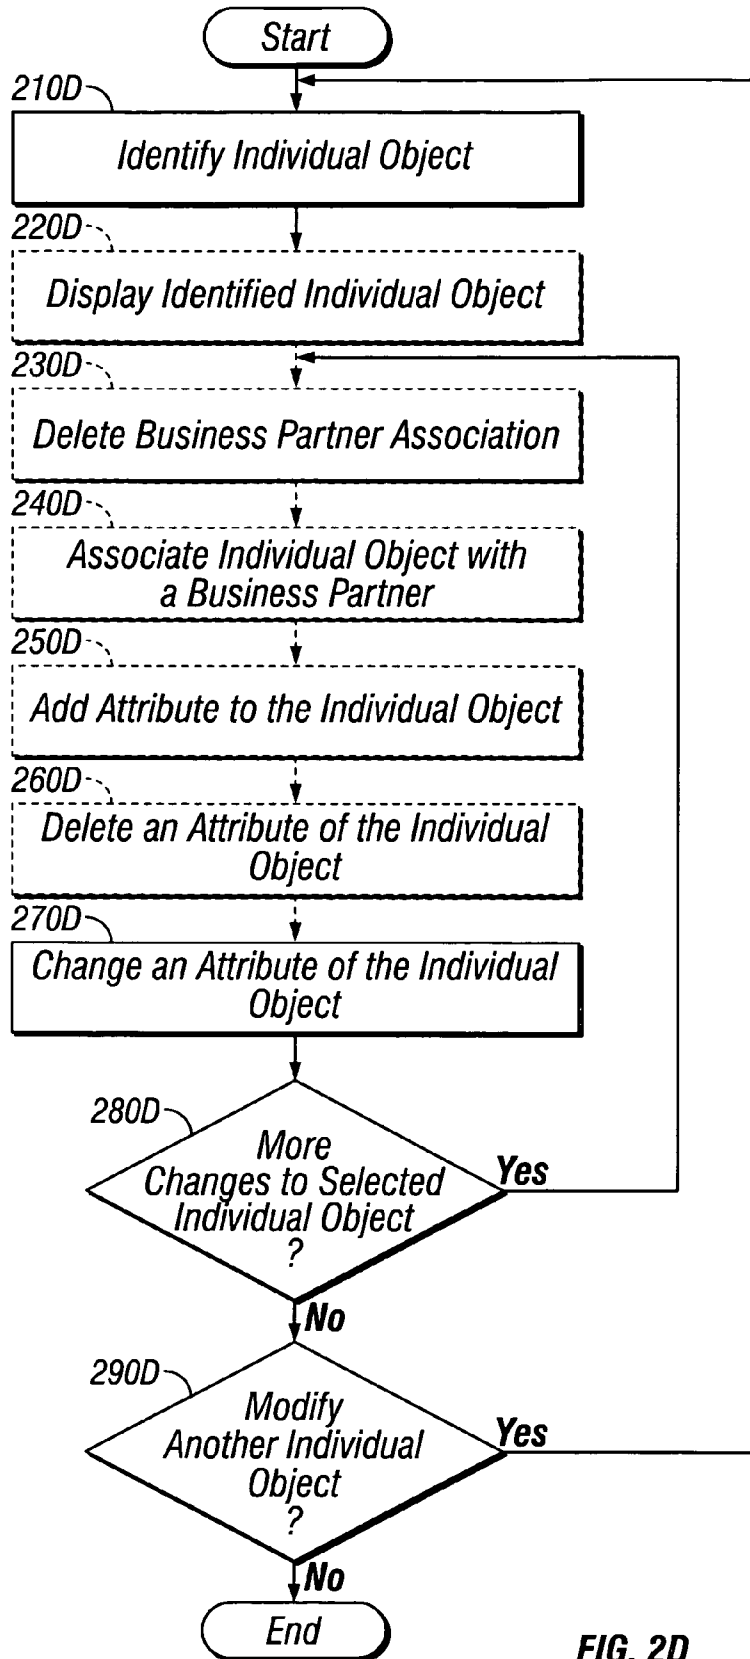 Start
210D
Identify Individual Object
220D
Display Identified Individual Object
230D
Delete Business Partner Association
240D
Associate Individual Object with
a Business Partner
250D
Add Attribute to the Individual Object
260D
Delete an Attribute of the Individual
Object
270D
Change an Attribute of the Individual
Object
280D
More
Changes to Selected
Individual Object
?
Yes
No
290D
Modify
Another Individual
Object
?
Yes
No
End
FIG. 2D